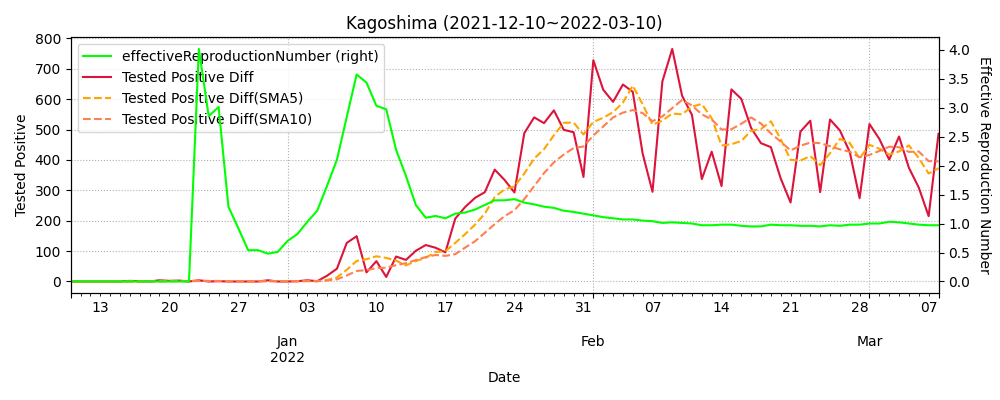 Kagoshima (2021-12-10~2022-03-10)
effectiveReproductionNumber (right)
Tested Positive Diff
Tested Positive Diff(SMA5)
Tested Positive Diff(SMA10)
Tested Positive
800
700
600
500
400
300
200
100
0
4.0
3.5
3.0
2.5
2.0
1.5
1.0
0.5
0.0
Effective Reproduction Number
13 20 27 03 10 17 24 31 07 14 21 28 07
Jan Feb Mar
2022
Date